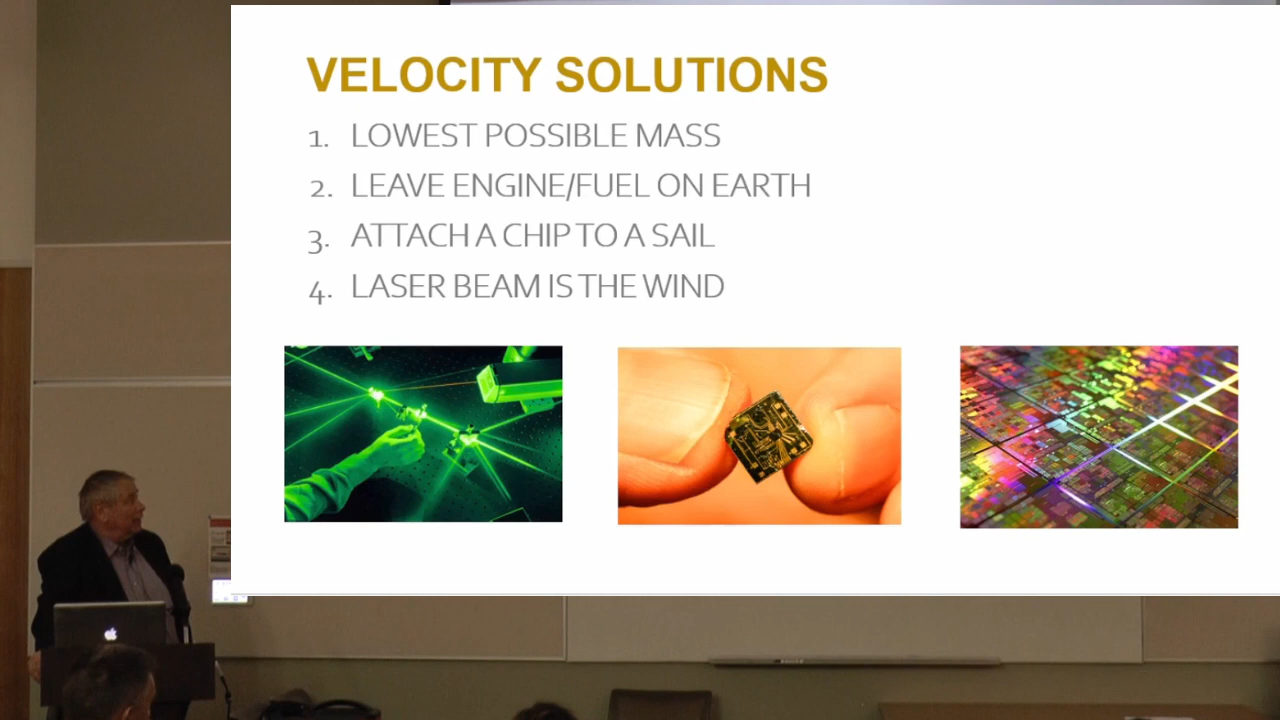 VELOCITY SOLUTIONS
1. LOWEST POSSIBLE MASS
2. LEAVE ENGINE/FUEL ON EARTH
3. ATTACH A CHIP TO A SAIL
4. LASER BEAM IS THE WIND